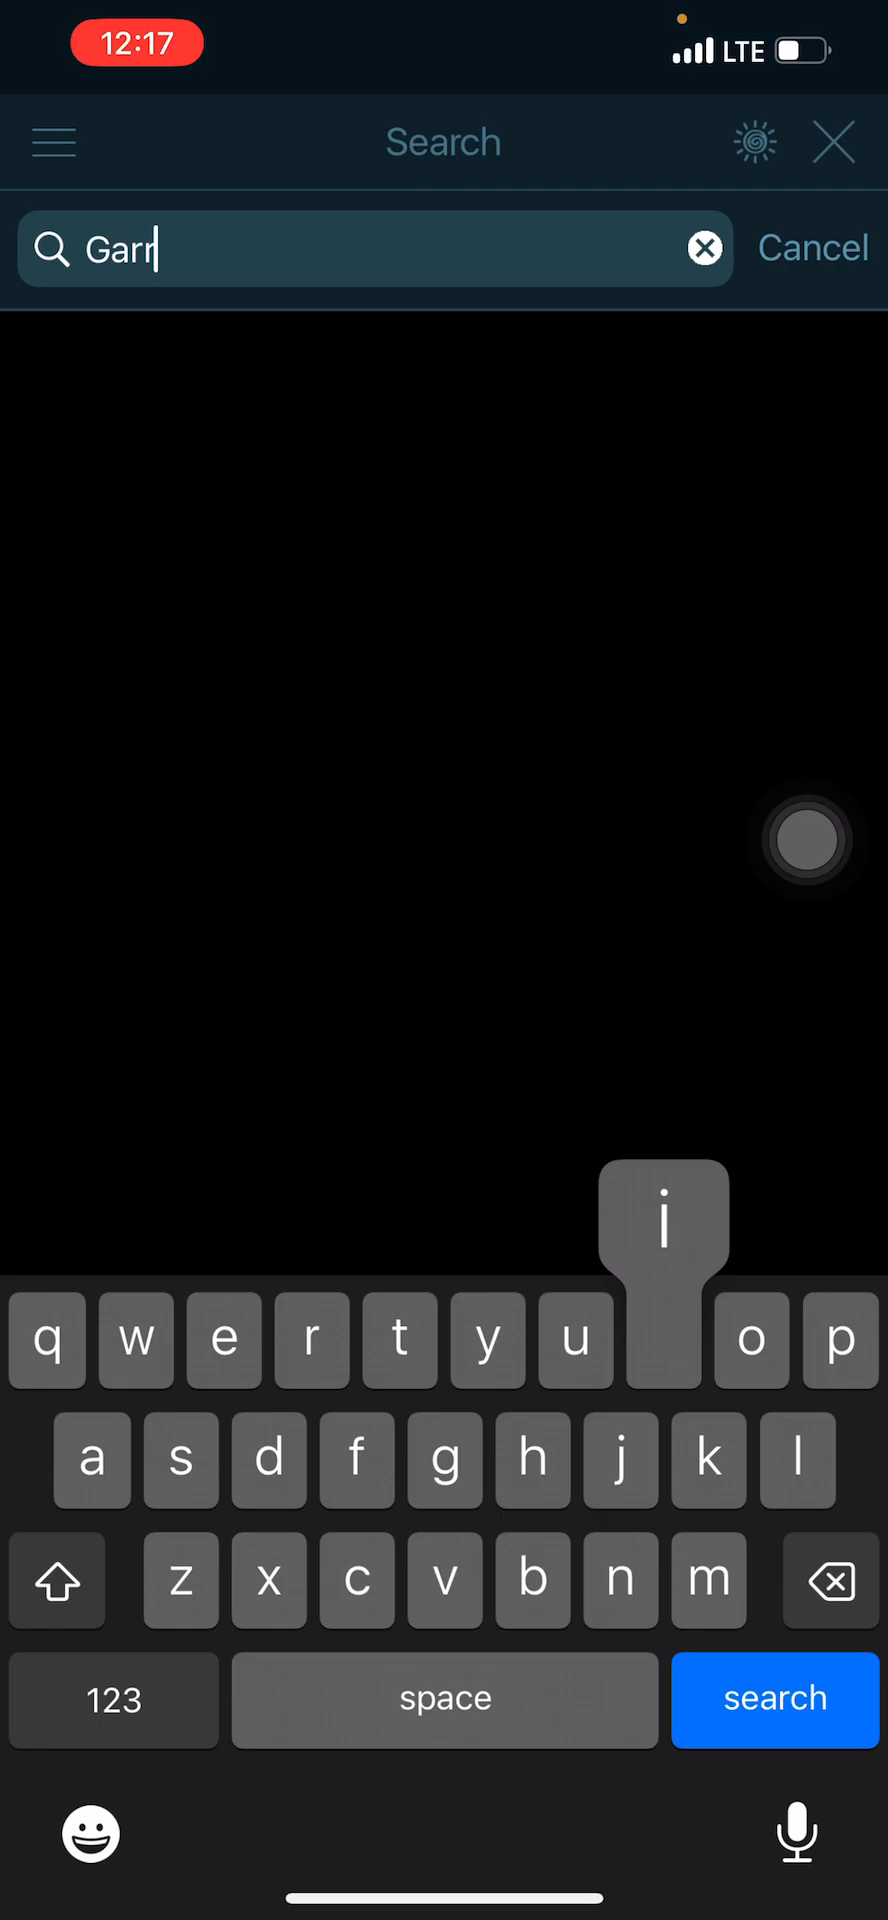 12:17 LTE
Search
Garr Cancel
i
q w e r t y u o p
a s d f g h j k l
z x c v b n m
123 space search